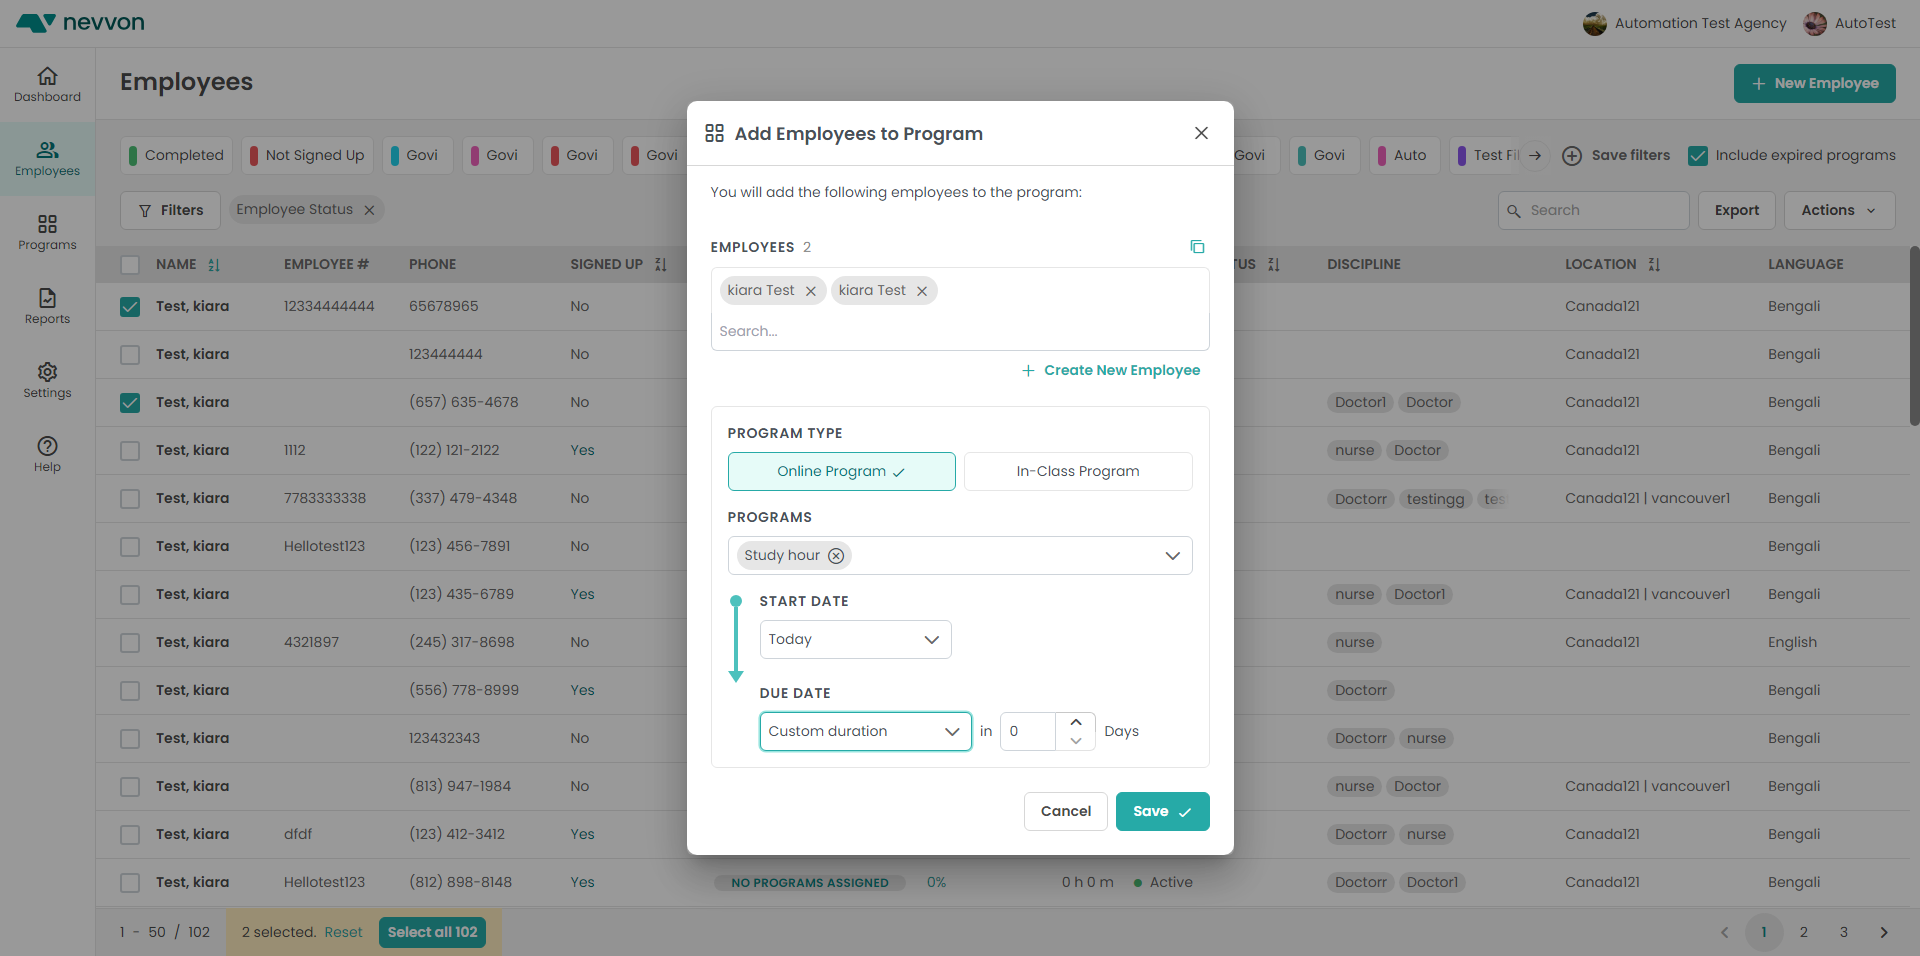 nevvon
Automation Test Agency
AutoTest
Dashboard
Employees
Programs
Reports
Settings
Help
Employees
New Employee
Completed
Not Signed Up
Govi
Govi
Govi
Govi
Govi
Govi
Auto
Test Fi
Save filters
Include expired programs
Filters
Employee Status
Search
Export
Actions
NAME EMPLOYEE # PHONE SIGNED UP TUS DISCIPLINE LOCATION LANGUAGE
Test, kiara 12334444444 65678965 No Canada121 Bengali
Test, kiara 123444444 No Canada121 Bengali
Test, kiara (657) 635-4678 No Doctor1 Doctor Canada121 Bengali
Test, kiara 1112 (122) 121-2122 Yes nurse Doctor Canada121 Bengali
Test, kiara 7783333338 (337) 479-4348 No Doctorr testingg tes Canada121 | vancouver1 Bengali
Test, kiara Hellotest123 (123) 456-7891 No Bengali
Test, kiara (123) 435-6789 Yes nurse Doctor1 Canada121 | vancouver1 Bengali
Test, kiara 4321897 (245) 317-8698 No nurse Canada121 English
Test, kiara (556) 778-8999 Yes Doctorr Bengali
Test, kiara 123432343 No Doctorr nurse Canada121 Bengali
Test, kiara (813) 947-1984 No nurse Doctor Canada121 | vancouver1 Bengali
Test, kiara dfdf (123) 412-3412 Yes Doctorr nurse Canada121 Bengali
Test, kiara Hellotest123 (812) 898-8148 Yes NO PROGRAMS ASSIGNED 0% 0 h 0 m Active Doctorr Doctor1 Canada121 Bengali
1 - 50 / 102
2 selected. Reset Select all 102
1 2 3
Add Employees to Program
You will add the following employees to the program:
EMPLOYEES 2
kiara Test kiara Test
Search...
Create New Employee
PROGRAM TYPE
Online Program In-Class Program
PROGRAMS
Study hour
START DATE
Today
DUE DATE
Custom duration in 0 Days
Cancel Save